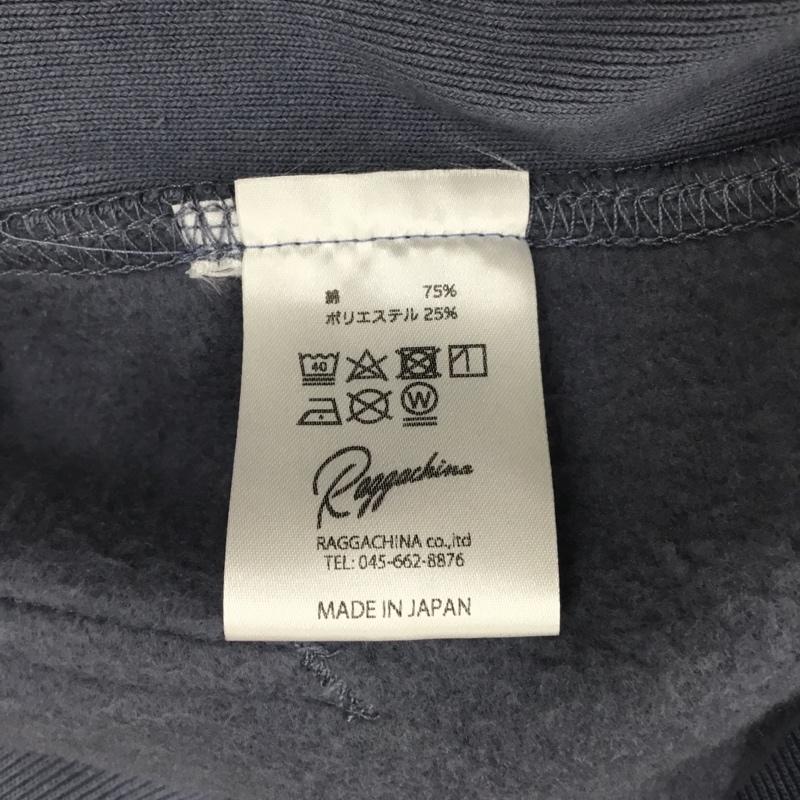 綿 75%
ポリエステル 25%
40
W
Raggachina
RAGGACHINA co.,ltd
TEL: 045-662-8876
MADE IN JAPAN